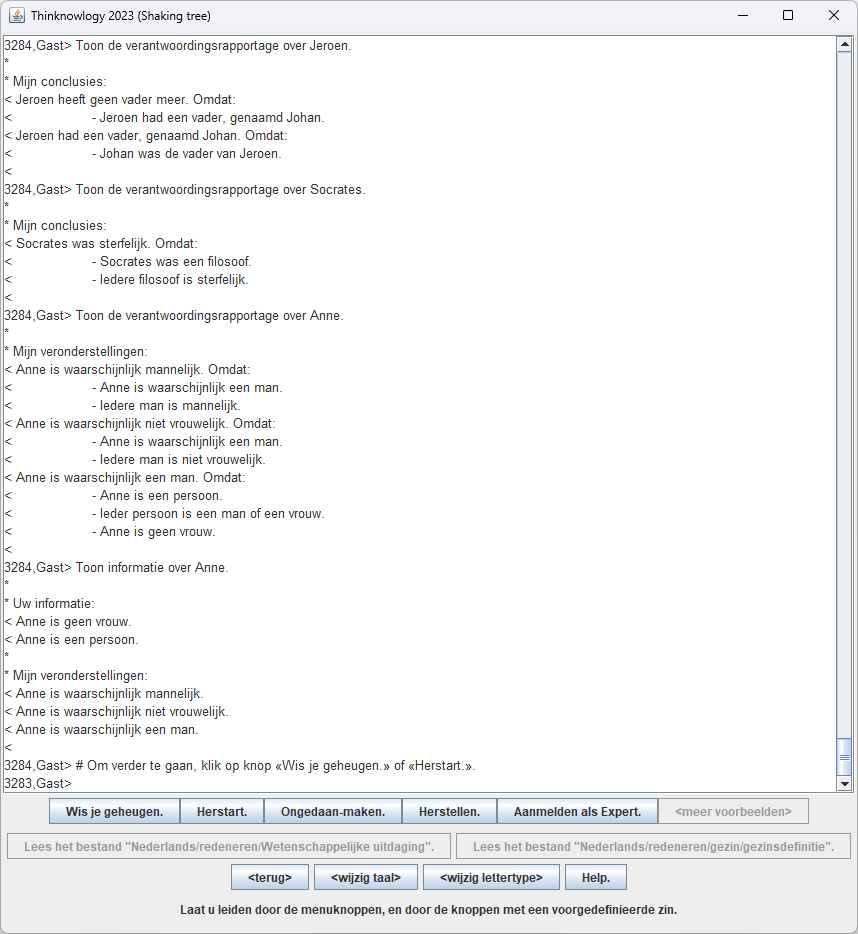 Thinknowlogy 2023 (Shaking tree)
3284,Gast> Toon de verantwoordingsrapportage over Jeroen.
*
* Mijn conclusies:
< Jeroen heeft geen vader meer. Omdat:
< - Jeroen had een vader, genaamd Johan.
< Jeroen had een vader, genaamd Johan. Omdat:
< - Johan was de vader van Jeroen.
<
3284,Gast> Toon de verantwoordingsrapportage over Socrates.
*
* Mijn conclusies:
< Socrates was sterfelijk. Omdat:
< - Socrates was een filosoof.
< - Iedere filosoof is sterfelijk.
<
3284,Gast> Toon de verantwoordingsrapportage over Anne.
*
* Mijn veronderstellingen:
< Anne is waarschijnlijk mannelijk. Omdat:
< - Anne is waarschijnlijk een man.
< - Iedere man is mannelijk.
< Anne is waarschijnlijk niet vrouwelijk. Omdat:
< - Anne is waarschijnlijk een man.
< - Iedere man is niet vrouwelijk.
< Anne is waarschijnlijk een man. Omdat:
< - Anne is een persoon.
< - Ieder persoon is een man of een vrouw.
< - Anne is geen vrouw.
<
3284,Gast> Toon informatie over Anne.
*
* Uw informatie:
< Anne is geen vrouw.
< Anne is een persoon.
*
* Mijn veronderstellingen:
< Anne is waarschijnlijk mannelijk.
< Anne is waarschijnlijk niet vrouwelijk.
< Anne is waarschijnlijk een man.
<
3284,Gast> # Om verder te gaan, klik op knop «Wis je geheugen.» of «Herstart.».
3283,Gast>
Wis je geheugen. Herstart. Ongedaan-maken. Herstellen. Aanmelden als Expert. <meer voorbeelden>
Lees het bestand "Nederlands/redeneren/Wetenschappelijke uitdaging". Lees het bestand "Nederlands/redeneren/gezin/gezinsdefinitie".
<terug> <wijzig taal> <wijzig lettertype> Help.
Laat u leiden door de menuknoppen, en door de knoppen met een voorgedefinieerde zin.